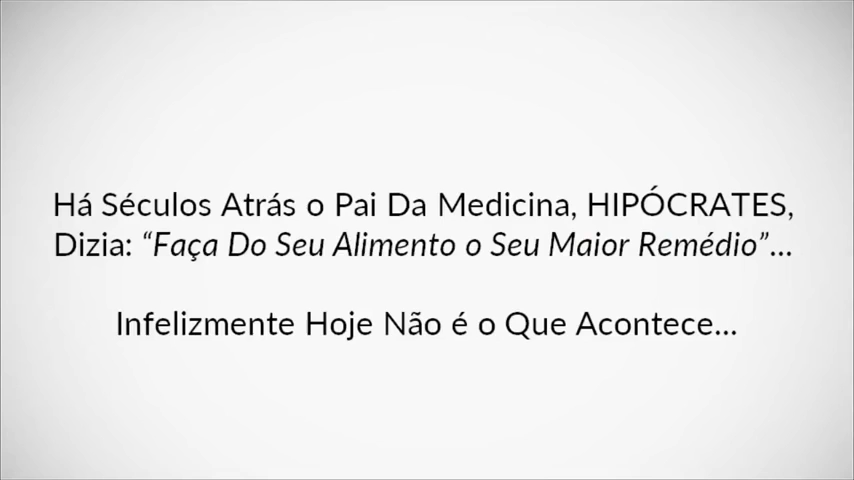 Há Séculos Atrás o Pai Da Medicina, HIPÓCRATES,
Dizia: “Faça Do Seu Alimento o Seu Maior Remédio”...
Infelizmente Hoje Não é o Que Acontece...